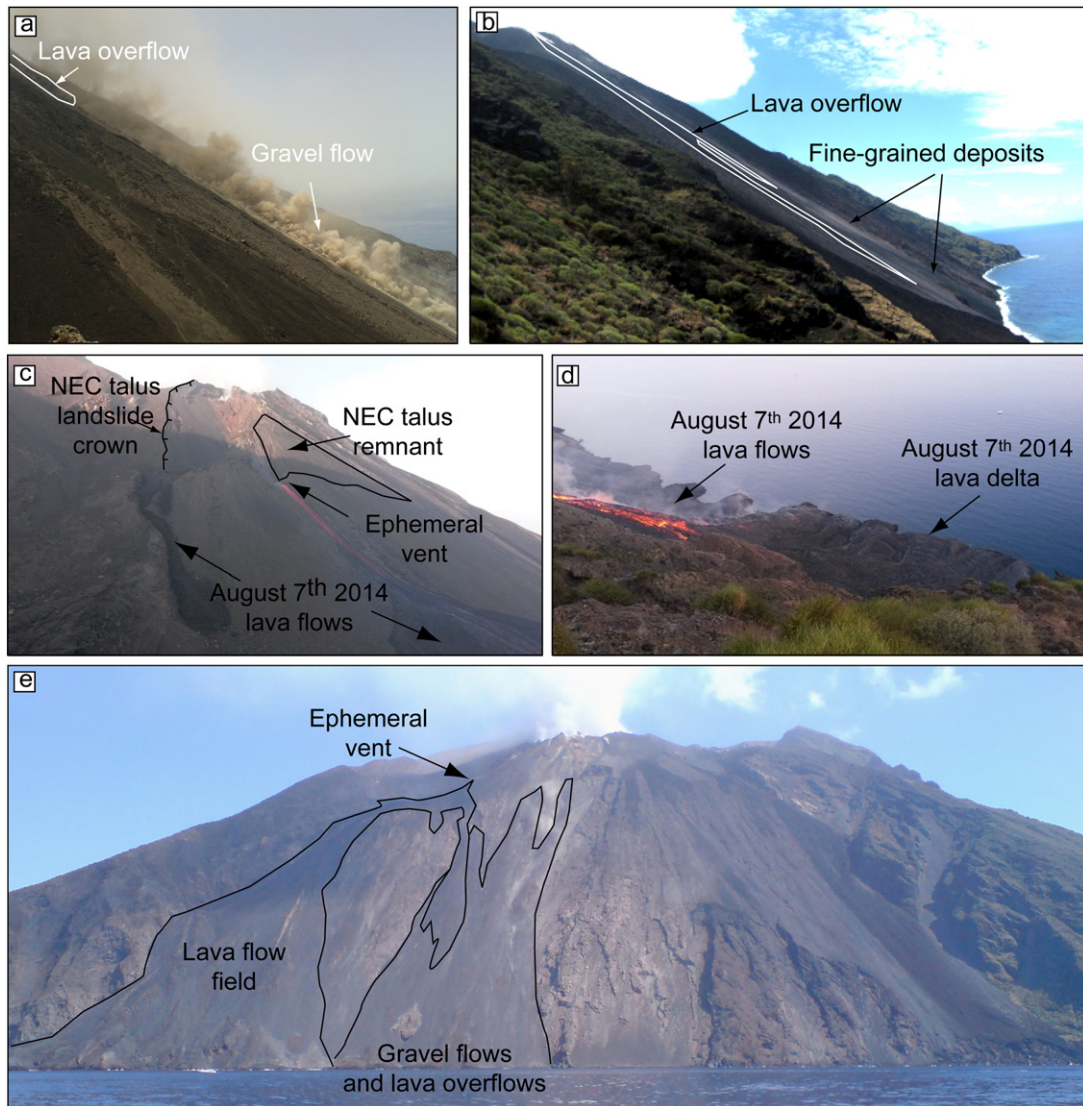 a
Lava overflow
Gravel flow
b
Lava overflow
Fine-grained deposits
c
NEC talus
landslide
crown
NEC talus
remnant
Ephemeral
vent
August 7th 2014
lava flows
d
August 7th 2014
lava flows
August 7th 2014
lava delta
e
Ephemeral
vent
Lava flow
field
Gravel flows
and lava overflows